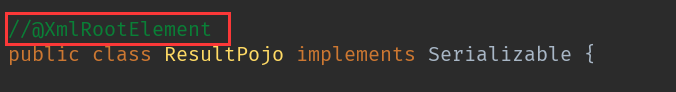 //@XmlRootElement
public class ResultPojo implements Serializable {